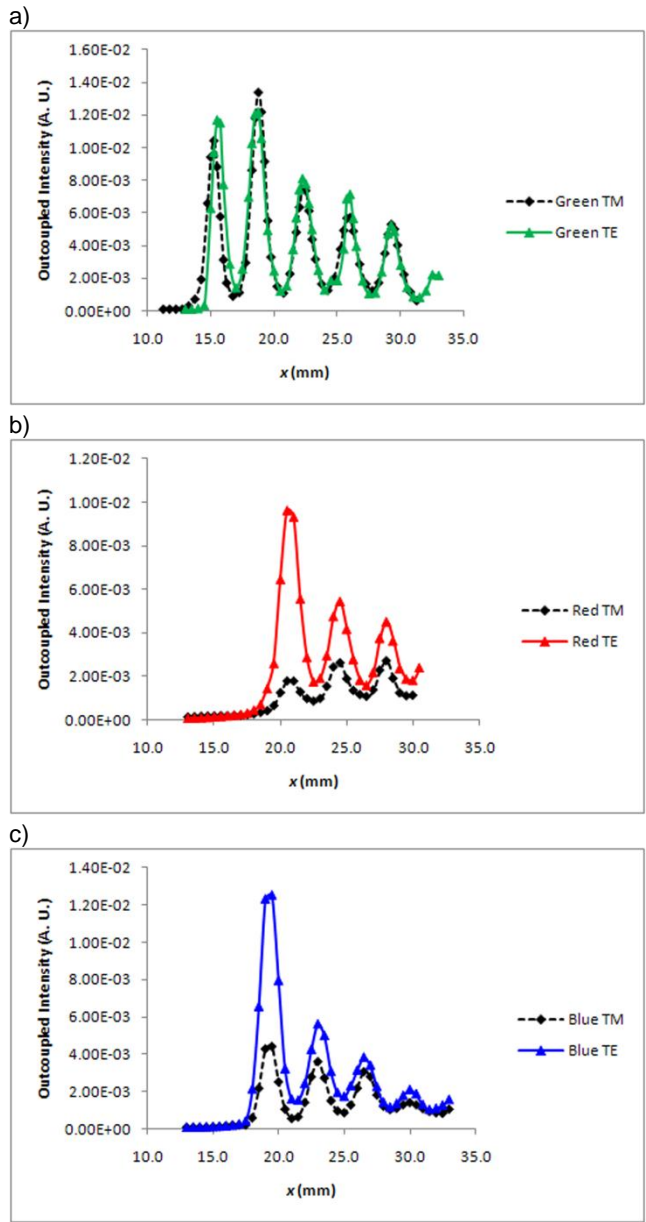 a)
1.60E-02
1.40E-02
1.20E-02
1.00E-02
8.00E-03
6.00E-03
4.00E-03
2.00E-03
0.00E+00
Outcoupled Intensity (A. U.)
10.0 15.0 20.0 25.0 30.0 35.0
x (mm)
Green TM
Green TE
b)
1.20E-02
1.00E-02
8.00E-03
6.00E-03
4.00E-03
2.00E-03
0.00E+00
Outcoupled Intensity (A. U.)
10.0 15.0 20.0 25.0 30.0 35.0
x (mm)
Red TM
Red TE
c)
1.40E-02
1.20E-02
1.00E-02
8.00E-03
6.00E-03
4.00E-03
2.00E-03
0.00E+00
Outcoupled Intensity (A. U.)
10.0 15.0 20.0 25.0 30.0 35.0
x (mm)
Blue TM
Blue TE